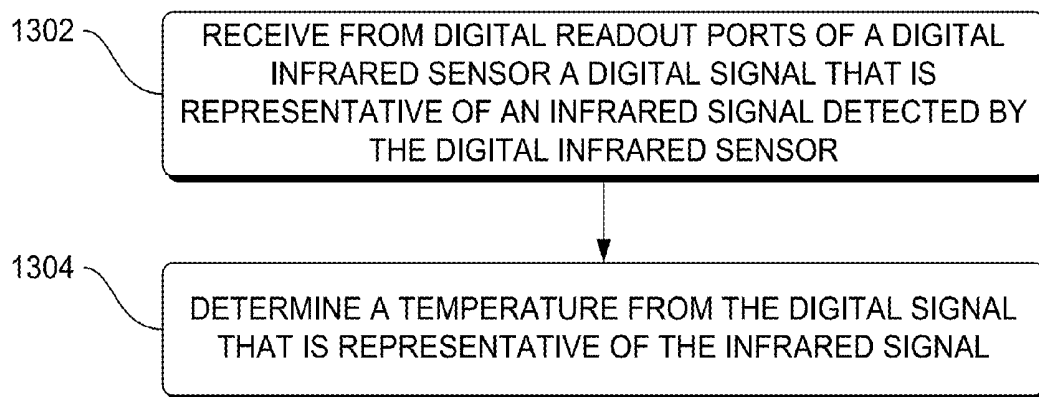 1302
RECEIVE FROM DIGITAL READOUT PORTS OF A DIGITAL
INFRARED SENSOR A DIGITAL SIGNAL THAT IS
REPRESENTATIVE OF AN INFRARED SIGNAL DETECTED BY
THE DIGITAL INFRARED SENSOR
1304
DETERMINE A TEMPERATURE FROM THE DIGITAL SIGNAL
THAT IS REPRESENTATIVE OF THE INFRARED SIGNAL